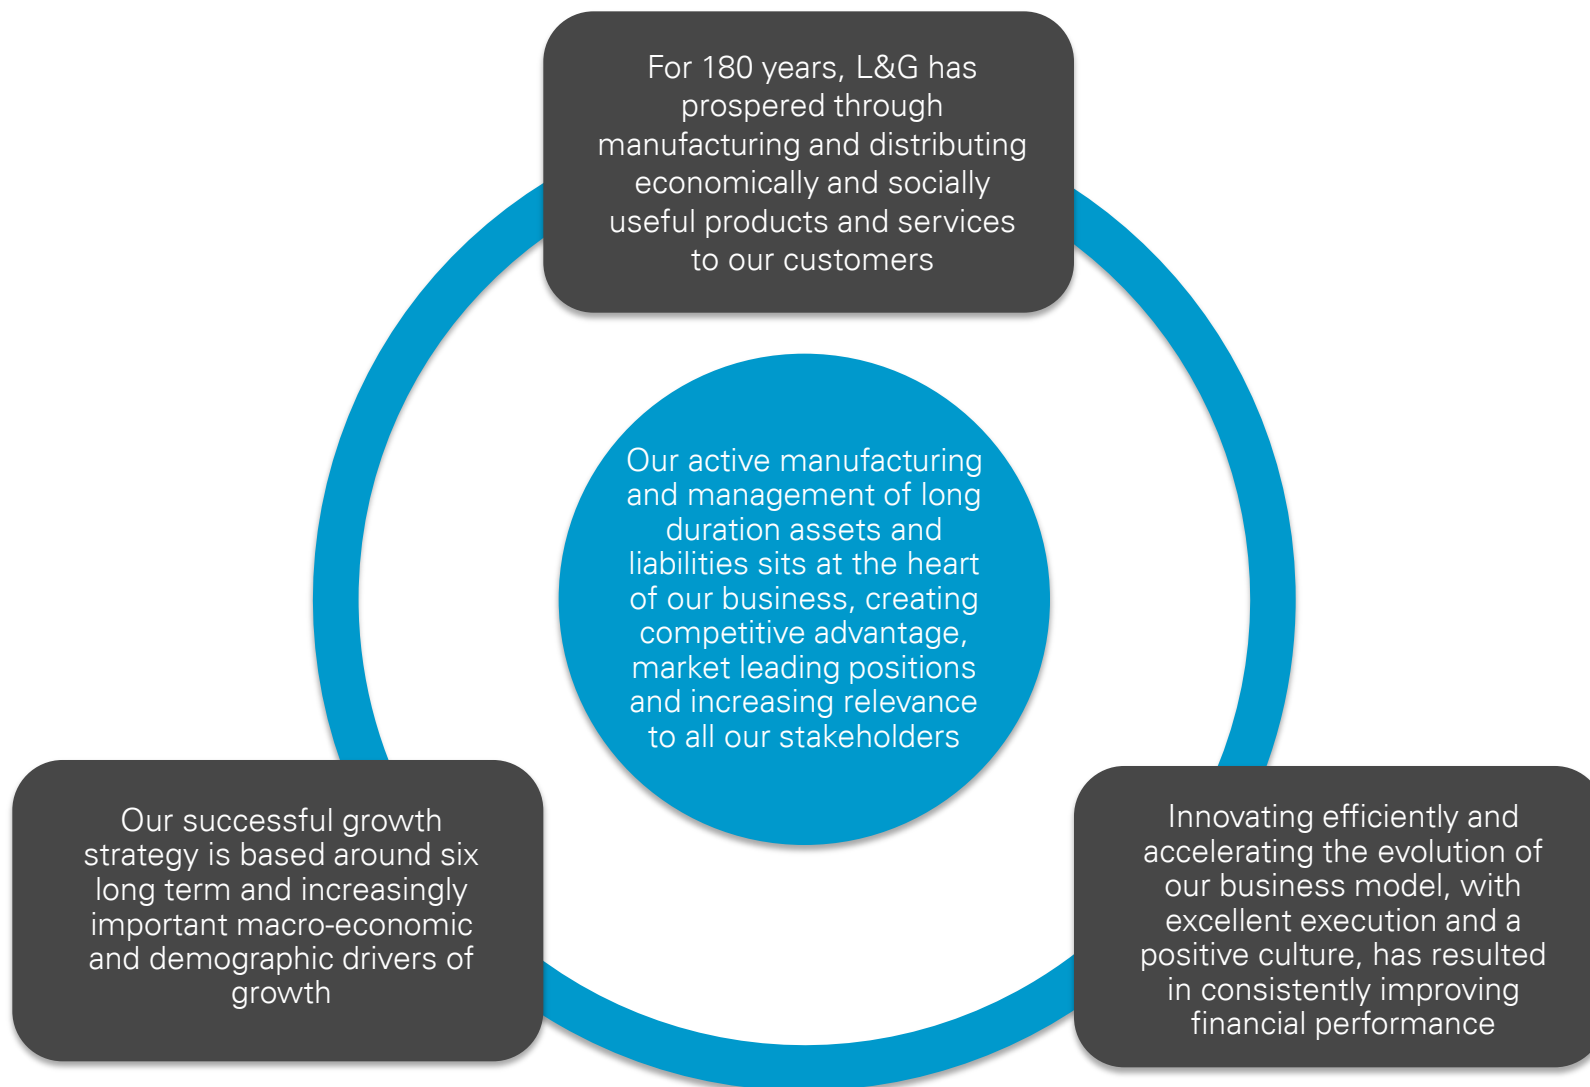 For 180 years, L&G has
prospered through
manufacturing and distributing
economically and socially
useful products and services
to our customers
Our active manufacturing
and management of long
duration assets and
liabilities sits at the heart
of our business, creating
competitive advantage,
market leading positions
and increasing relevance
to all our stakeholders
Our successful growth
strategy is based around six
long term and increasingly
important macro-economic
and demographic drivers of
growth
Innovating efficiently and
accelerating the evolution of
our business model, with
excellent execution and a
positive culture, has resulted
in consistently improving
financial performance